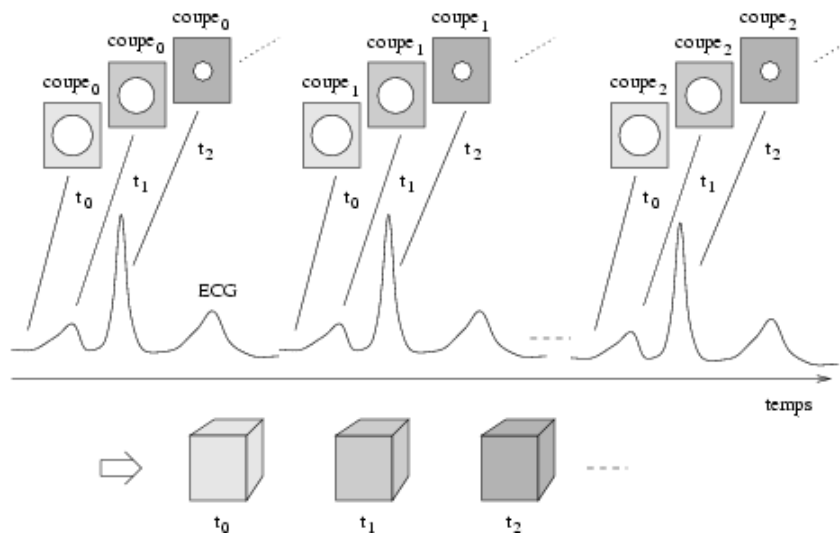 coupe₀
coupe₀
coupe₀
t₀
t₁
t₂
coupe₁
coupe₁
coupe₁
t₀
t₁
t₂
coupe₂
coupe₂
coupe₂
t₀
t₁
t₂
ECG
temps
t₀
t₁
t₂